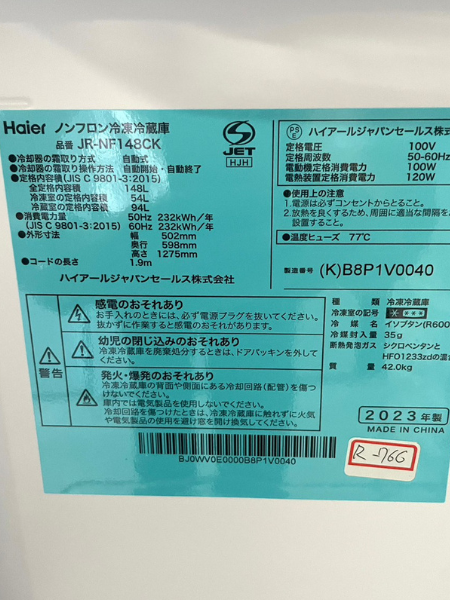 Haier ノンフロン冷凍冷蔵庫
品番 JR-NF148CK
●冷却器の霜取り方式 自動式
●冷却器の霜取り操作方法 自動開始 自動終了
●定格内容積(JIS C 9801-3:2015)
全定格内容積 148L
冷凍室の定格内容積 54L
冷蔵室の定格内容積 94L
●消費電力量 50Hz 232kWh/年
(JIS C 9801-3:2015) 60Hz 232kWh/年
●外形寸法 幅 502mm
奥行 598mm
高さ 1275mm
●コードの長さ 1.9m
ハイアールジャパンセールス株式会社
S JET
HJH
PS E
ハイアールジャパンセールス株式
定格電圧 100V
定格周波数 50-60Hz
電動機定格消費電力 100W
電熱装置定格消費電力 120W
●使用上の注意
1.電源は必ずコンセントからとること。
2.放熱を良くするため、周囲に適当な間隔を
設置すること。
●温度ヒューズ 77℃
製造番号 (K)B8P1V0040
警告
感電のおそれあり
お手入れのときには、必ず電源プラグを抜いてください。
抜かずに作業すると感電のおそれがあります。
幼児の閉じ込めのおそれあり
冷凍冷蔵庫を廃棄処分するときには、ドアパッキンを外してください。
発火・爆発のおそれあり
●冷凍冷蔵庫の背面や側面にある冷却回路(配管)を傷つけないでください。
●庫内では電気製品を使用しないでください。
冷却回路を傷つけたときは、冷凍冷蔵庫に触れずに火気や電気製品の使用を避け、窓を開けて換気してください。
種類 冷凍冷蔵庫
冷凍室の記号 ***
冷媒 イソブタン(R600
冷媒封入量 35g
断熱発泡ガス シクロペンタンと
HFO1233zdの混合
質量 42.0kg
2023年製
MADE IN CHINA
BJ0WV0E0000B8P1V0040
R-766